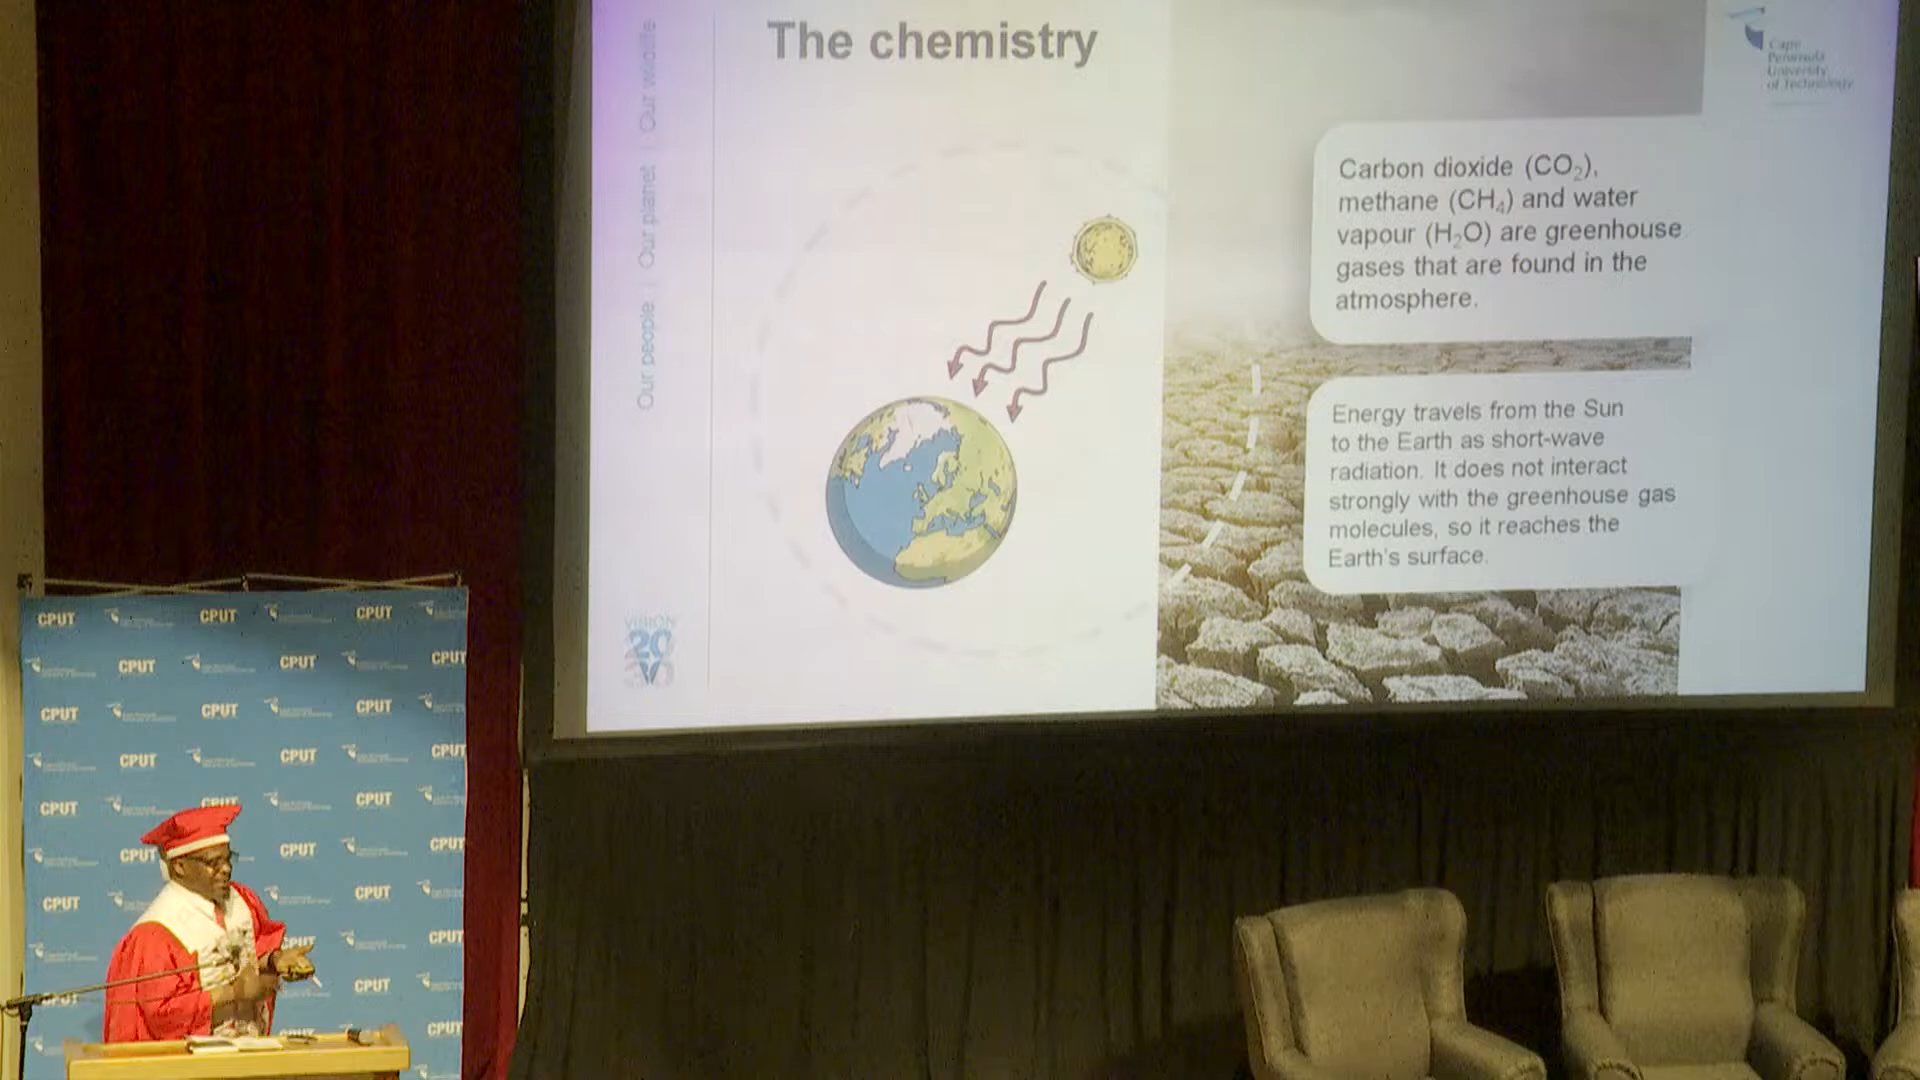 The chemistry
Cape
Peninsula
University
of Technology
Our people | Our planet | Our wildlife
Carbon dioxide (CO₂),
methane (CH₄) and water
vapour (H₂O) are greenhouse
gases that are found in the
atmosphere.
Energy travels from the Sun
to the Earth as short-wave
radiation. It does not interact
strongly with the greenhouse gas
molecules, so it reaches the
Earth's surface.
VISION
CPUT CPUT CPUT
CPUT CPUT CPUT
CPUT CPUT CPUT
CPUT CPUT CPUT
CPUT CPUT CPUT
CPUT CPUT CPUT
CPUT CPUT
CPUT CPUT
CPUT CPUT
CPUT CPUT